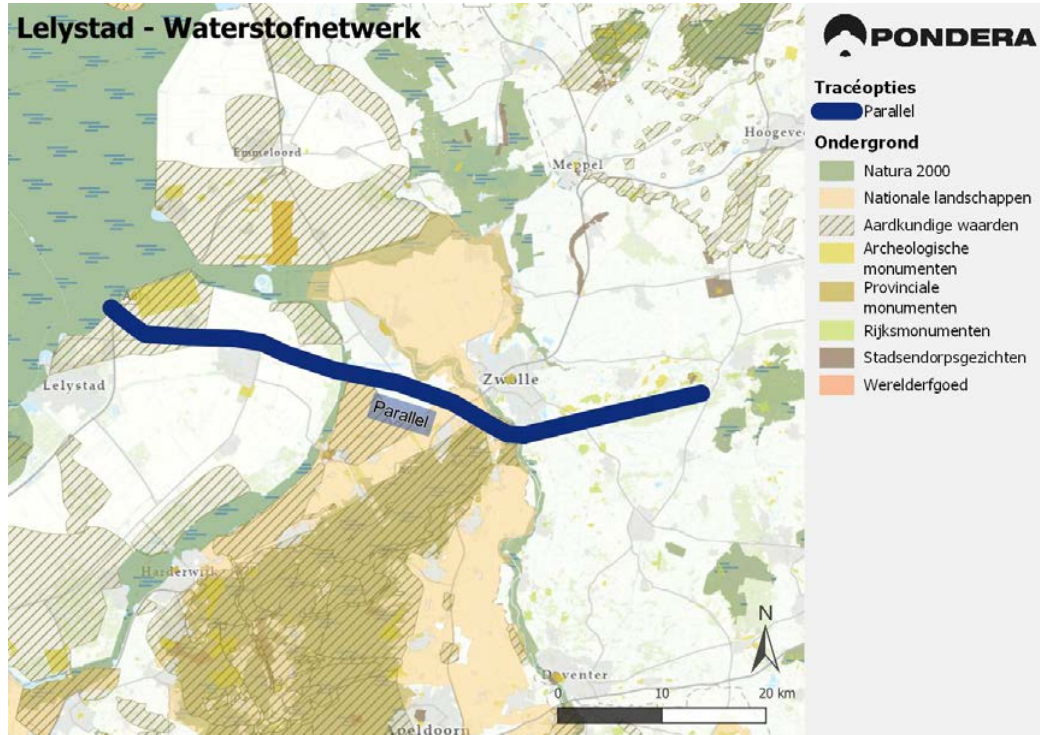 Lelystad - Waterstofnetwerk
PONDERA
Tracéopties
Parallel
Ondergrond
Natura 2000
Nationale landschappen
Aardkundige waarden
Archeologische
monumenten
Provinciale
monumenten
Rijksmonumenten
Stadsendorpsgezichten
Werelderfgoed
Emmeloord
Meppel
Hoogevee
Lelystad
Zwolle
Parallel
Harderwijk
N
Deventer
0 10 20 km
Apeldoorn